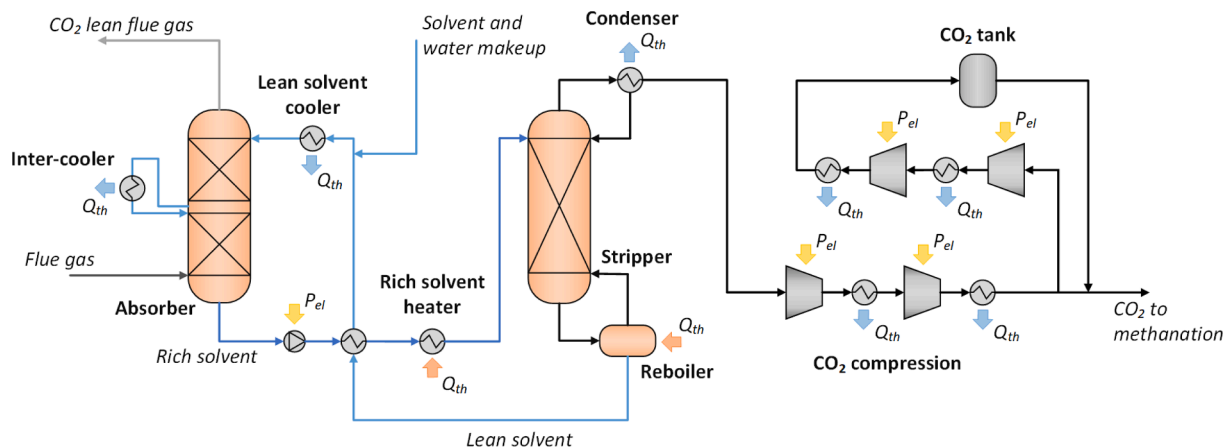 CO2 lean flue gas
Solvent and
water makeup
Condenser
Qth
CO2 tank
Lean solvent
cooler
Pel
Pel
Inter-cooler
Qth
Qth
Qth
Qth
Flue gas
Stripper
Pel
Pel
Absorber
Pel
Rich solvent
heater
Qth
Rich solvent
Qth
Reboiler
Qth
Qth
CO2 to
methanation
CO2 compression
Lean solvent